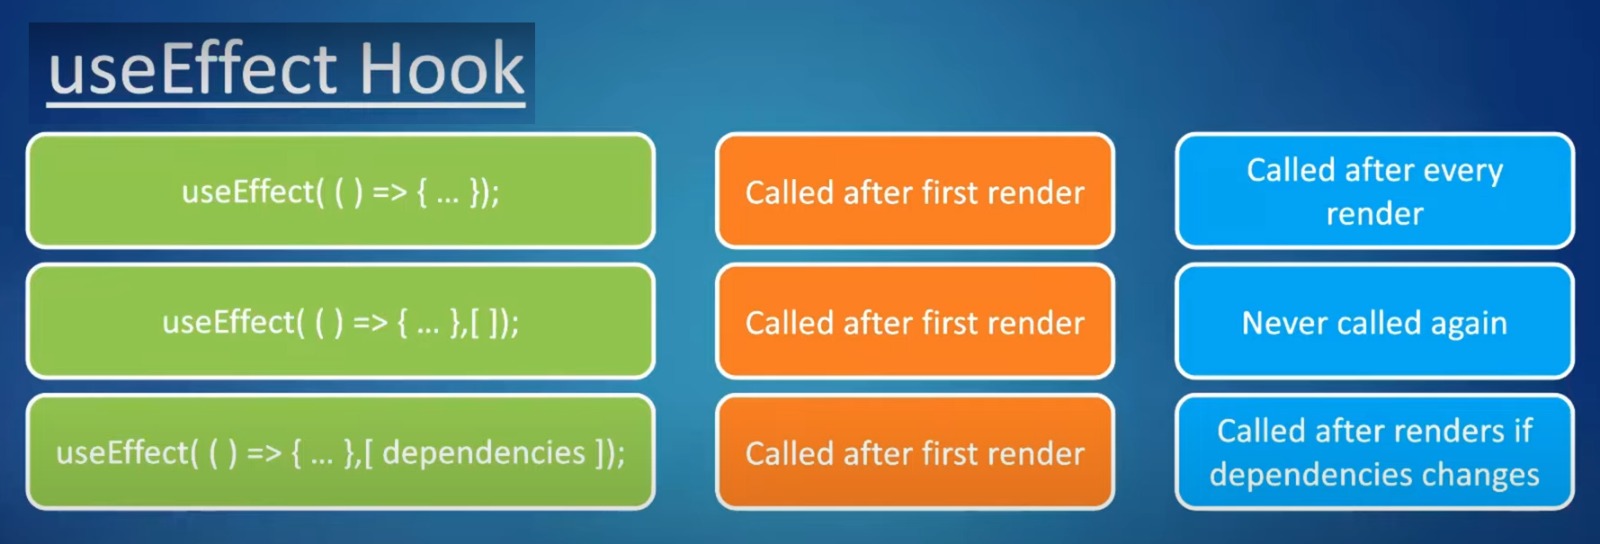 useEffect Hook
useEffect( ( ) => { ... });
Called after first render
Called after every
render
useEffect( ( ) => { ... },[ ]);
Called after first render
Never called again
useEffect( ( ) => { ... },[ dependencies ]);
Called after first render
Called after renders if
dependencies changes